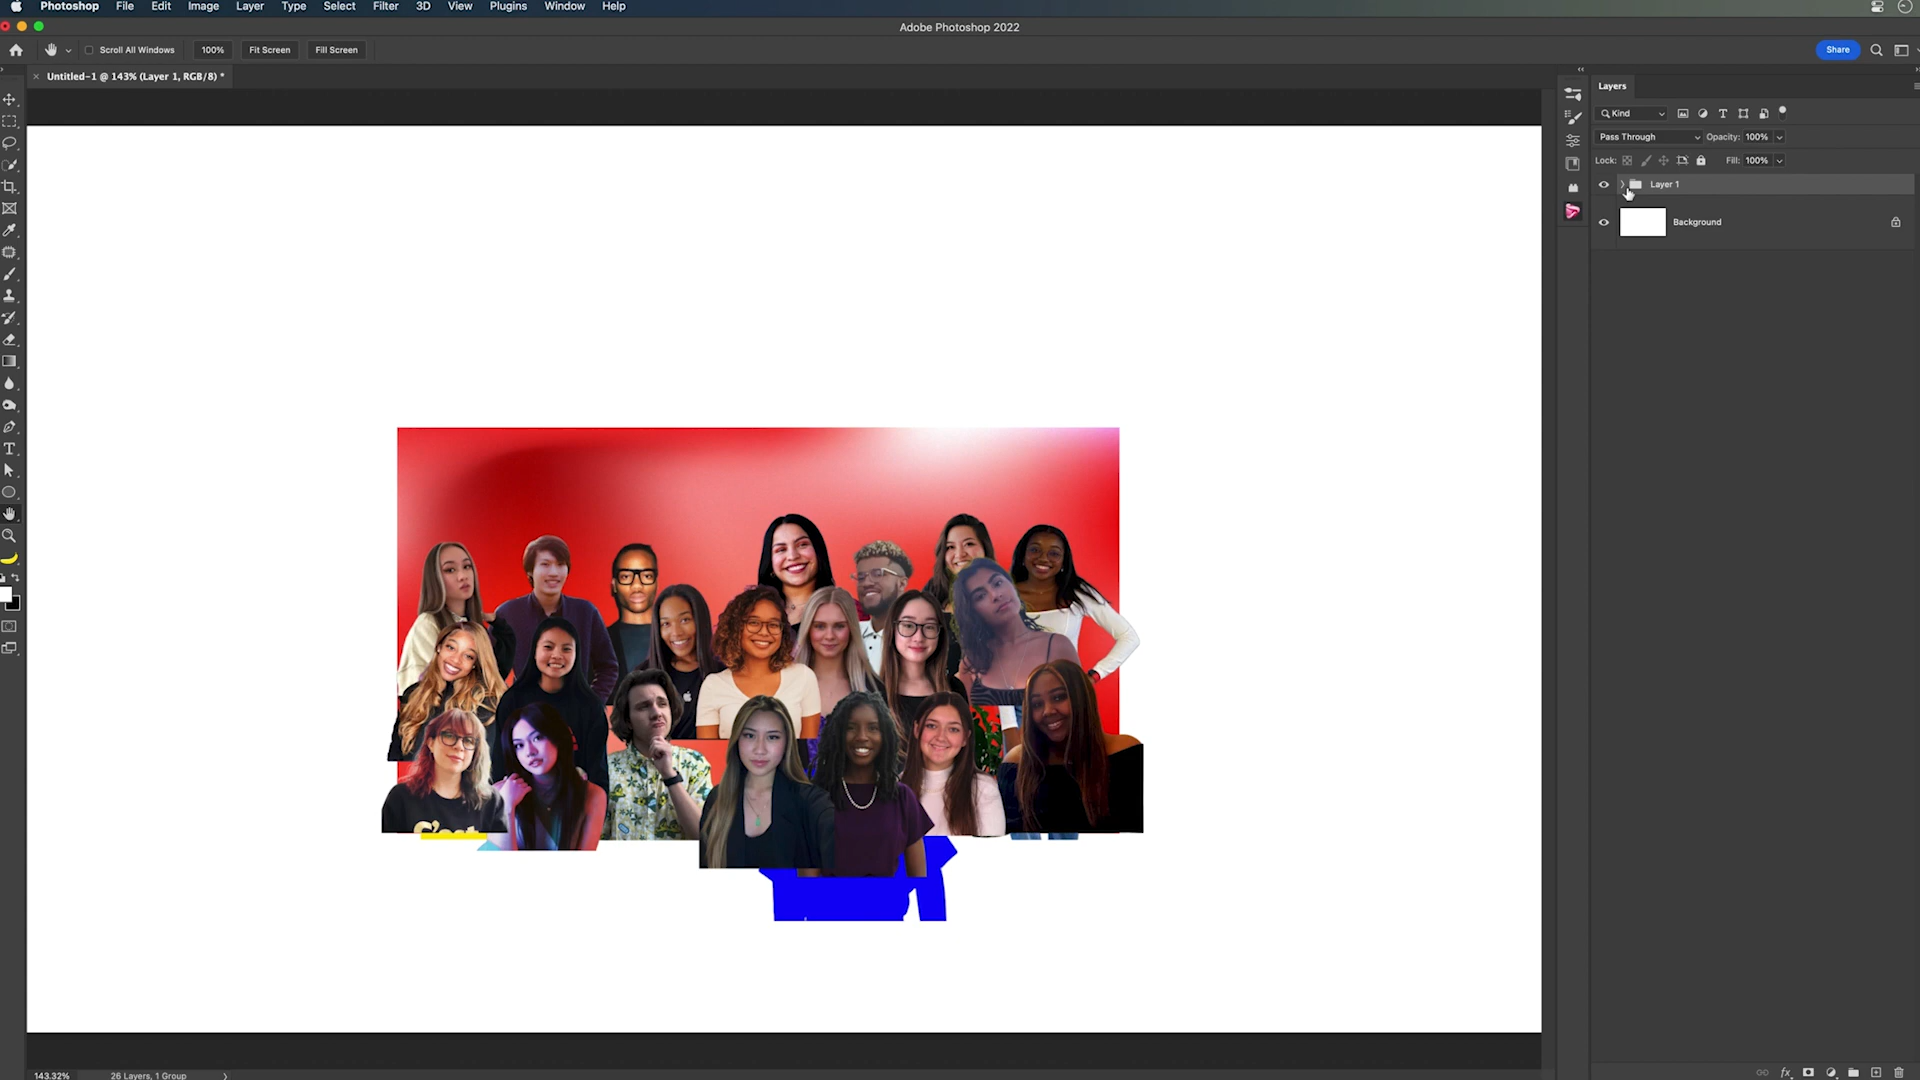 Photoshop File Edit Image Layer Type Select Filter 3D View Plugins Window Help
Adobe Photoshop 2022
Scroll All Windows 100% Fit Screen Fill Screen Share
× Untitled-1 @ 143% (Layer 1, RGB/8) *
Layers
Kind
Pass Through Opacity: 100%
Lock: Fill: 100%
Layer 1
Background
143.32% 26 Layers, 1 Group